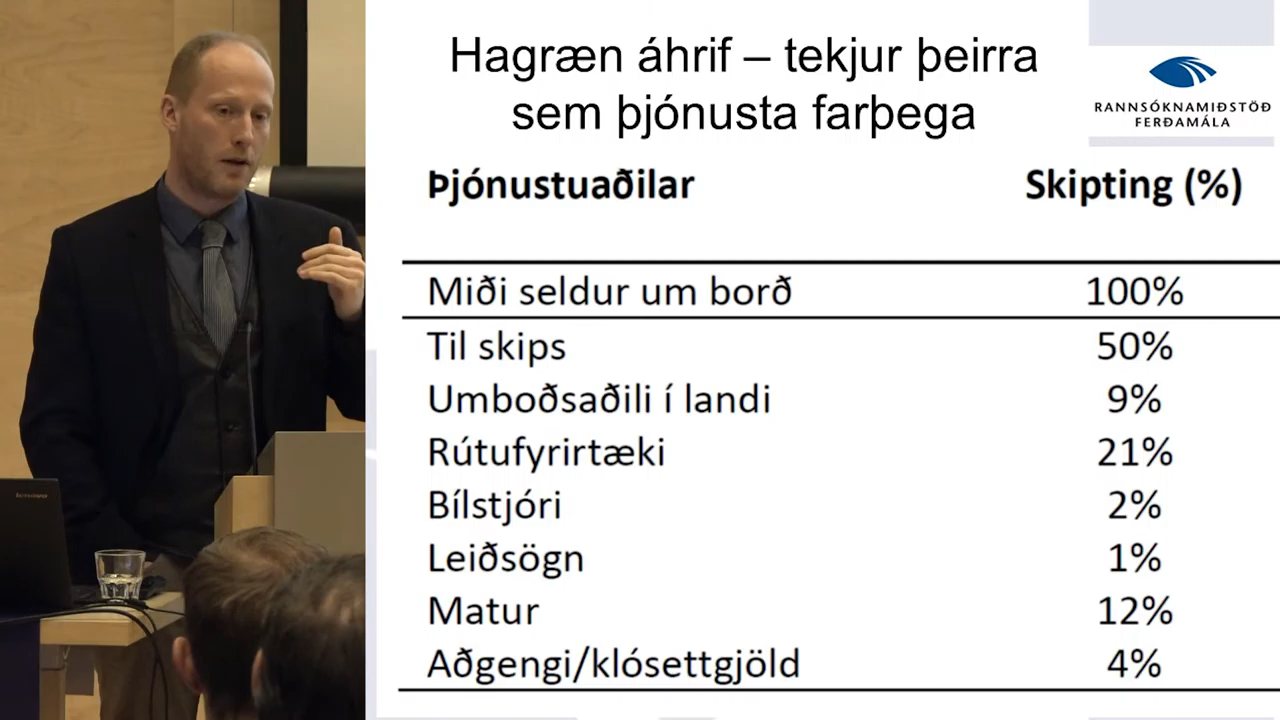 Hagræn áhrif – tekjur þeirra
sem þjónusta farþega
RANNSÓKNAMIÐSTÖÐ
FERÐAMÁLA
Þjónustuaðilar Skipting (%)
Miði seldur um borð 100%
Til skips 50%
Umboðsaðili í landi 9%
Rútufyrirtæki 21%
Bílstjóri 2%
Leiðsögn 1%
Matur 12%
Aðgengi/klósettgjöld 4%